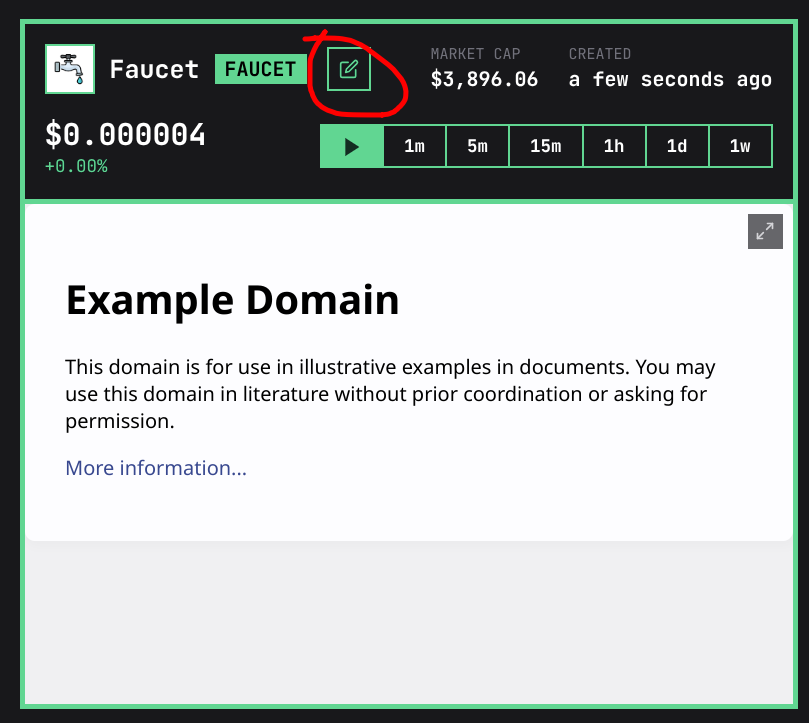 Faucet FAUCET
MARKET CAP
$3,896.06
CREATED
a few seconds ago
$0.000004
+0.00%
1m 5m 15m 1h 1d 1w
Example Domain
This domain is for use in illustrative examples in documents. You may
use this domain in literature without prior coordination or asking for
permission.
More information...